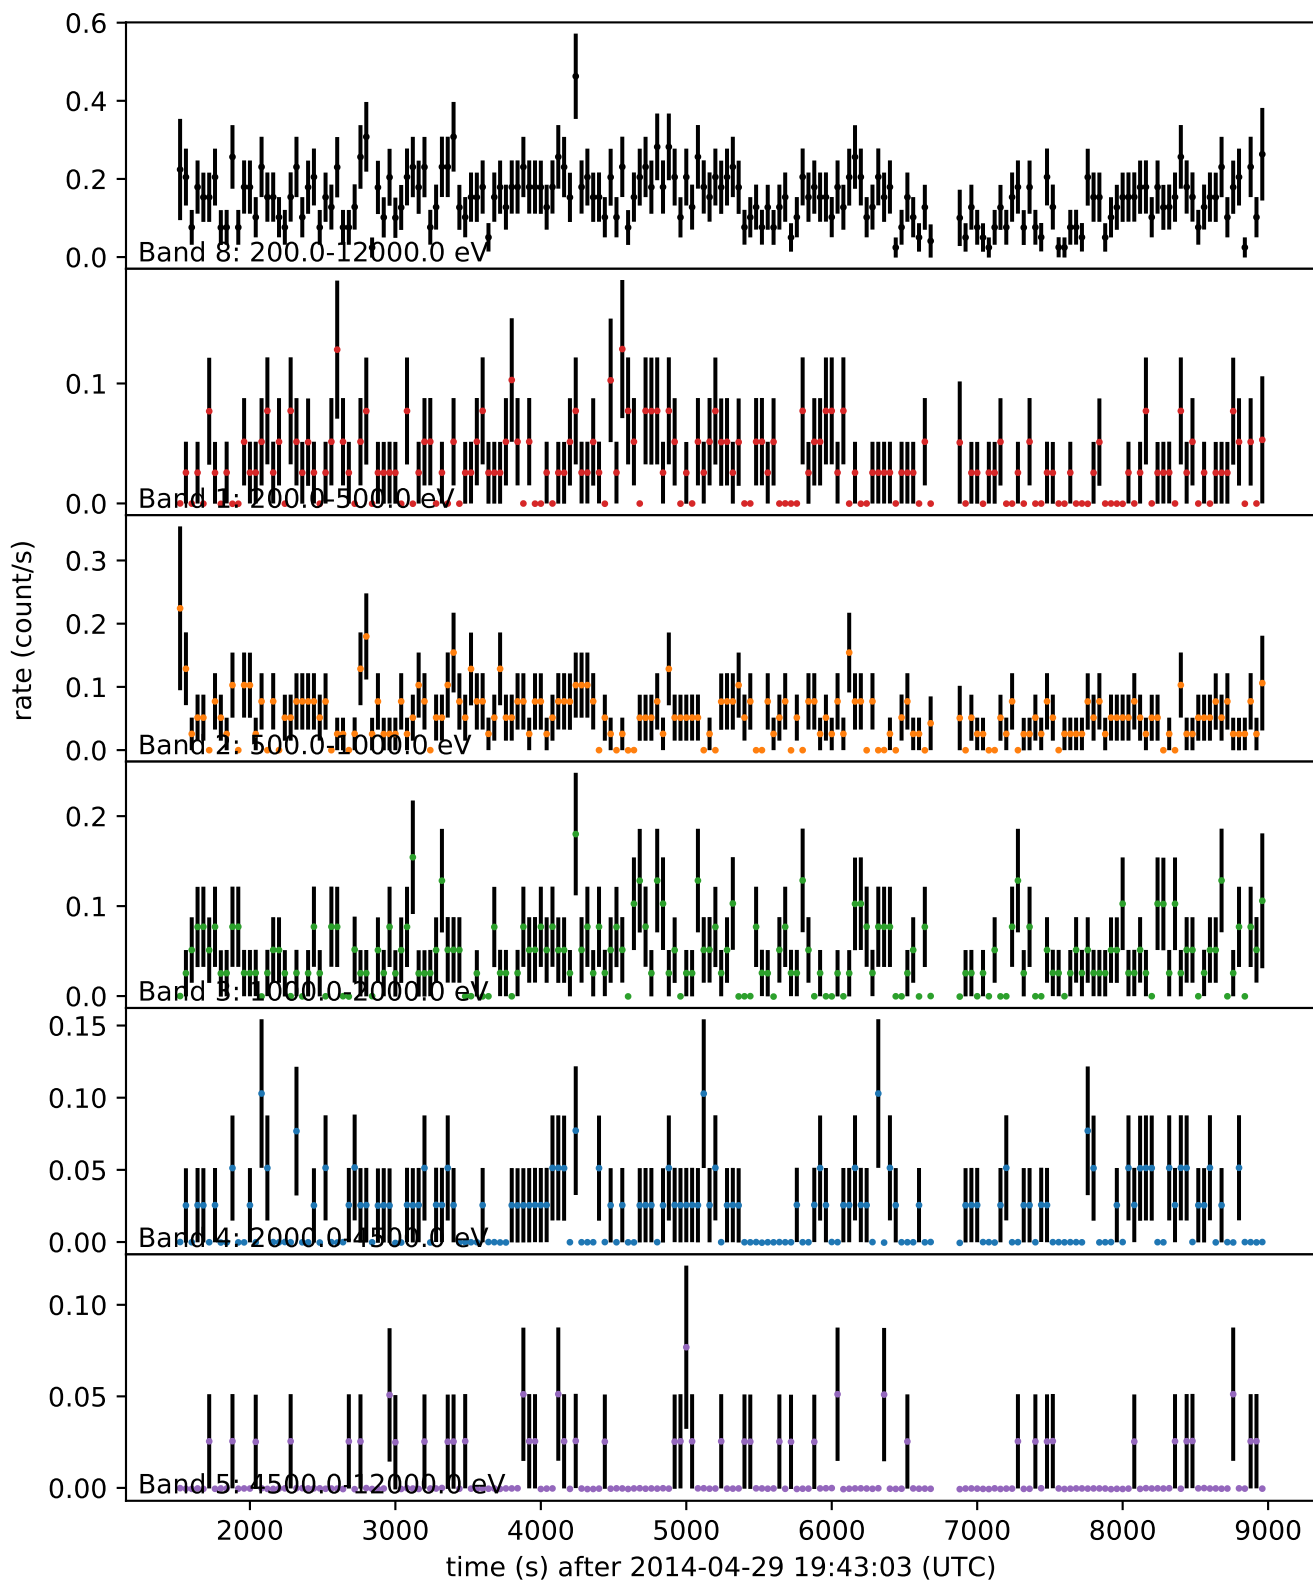 0.6
0.4
0.2
0.0
Band 8: 200.0-12000.0 eV
0.1
0.0
Band 1: 200.0-500.0 eV
rate (count/s)
0.3
0.2
0.1
0.0
Band 2: 500.0-1000.0 eV
0.2
0.1
0.0
Band 3: 1000.0-2000.0 eV
0.15
0.10
0.05
0.00
Band 4: 2000.0-4500.0 eV
0.10
0.05
0.00
Band 5: 4500.0-12000.0 eV
2000 3000 4000 5000 6000 7000 8000 9000
time (s) after 2014-04-29 19:43:03 (UTC)